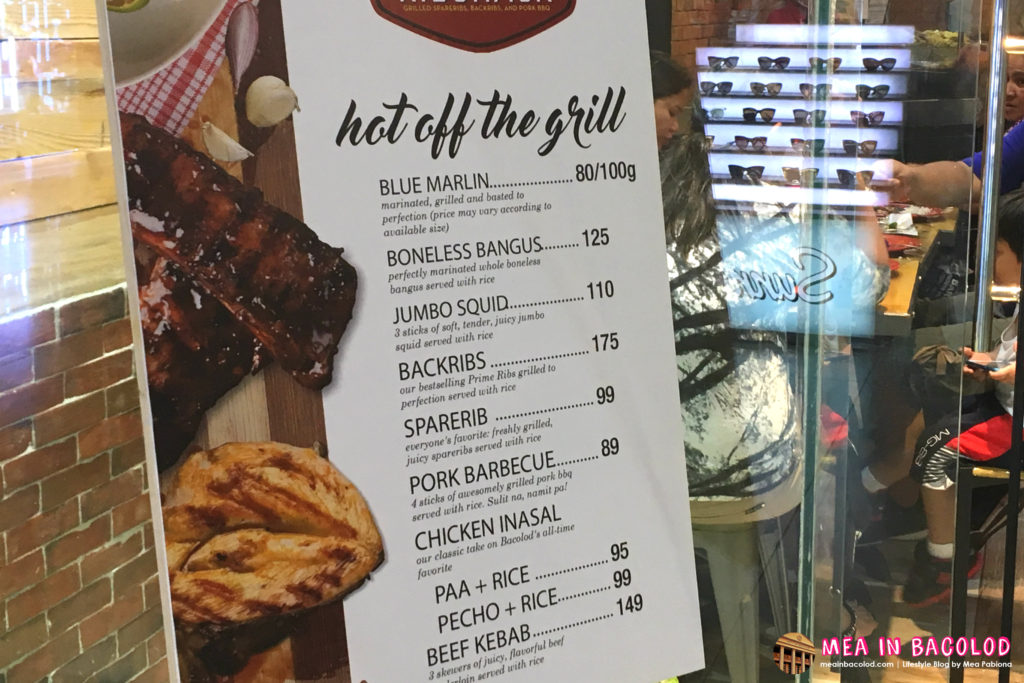 GRILLED SPARERIBS, BACKRIBS, AND PORK BBQ
hot off the grill
BLUE MARLIN..................... 80/100g
marinated, grilled and basted to
perfection (price may vary according to
available size)
BONELESS BANGUS......... 125
perfectly marinated whole boneless
bangus served with rice
JUMBO SQUID.................. 110
3 sticks of soft, tender, juicy jumbo
squid served with rice
BACKRIBS ........................ 175
our bestselling Prime Ribs grilled to
perfection served with rice
SPARERIB ........................ 99
everyone's favorite: freshly grilled,
juicy spareribs served with rice
PORK BARBECUE.......... 89
4 sticks of awesomely grilled pork bbq
served with rice. Sulit na, namit pa!
CHICKEN INASAL
our classic take on Bacolod's all-time
favorite
PAA + RICE .................. 95
PECHO + RICE............. 99
BEEF KEBAB.................... 149
3 skewers of juicy, flavorful beef
served with rice
MG-63
MEA IN BACOLOD
meainbacolod.com | Lifestyle Blog by Mea Pabiona